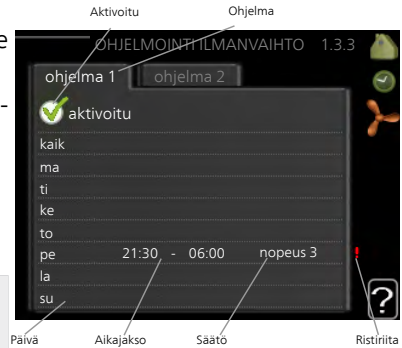 Aktivoitu Ohjelma
e
OHJELMOINTI ILMANVAIHTO 1.3.3
ohjelma 1 ohjelma 2
-
aktivoitu
kaik
ma
ti
ke
to
pe 21:30 - 06:00 nopeus 3 !
la
su
?
Päivä Aikajakso Säätö Ristiriita